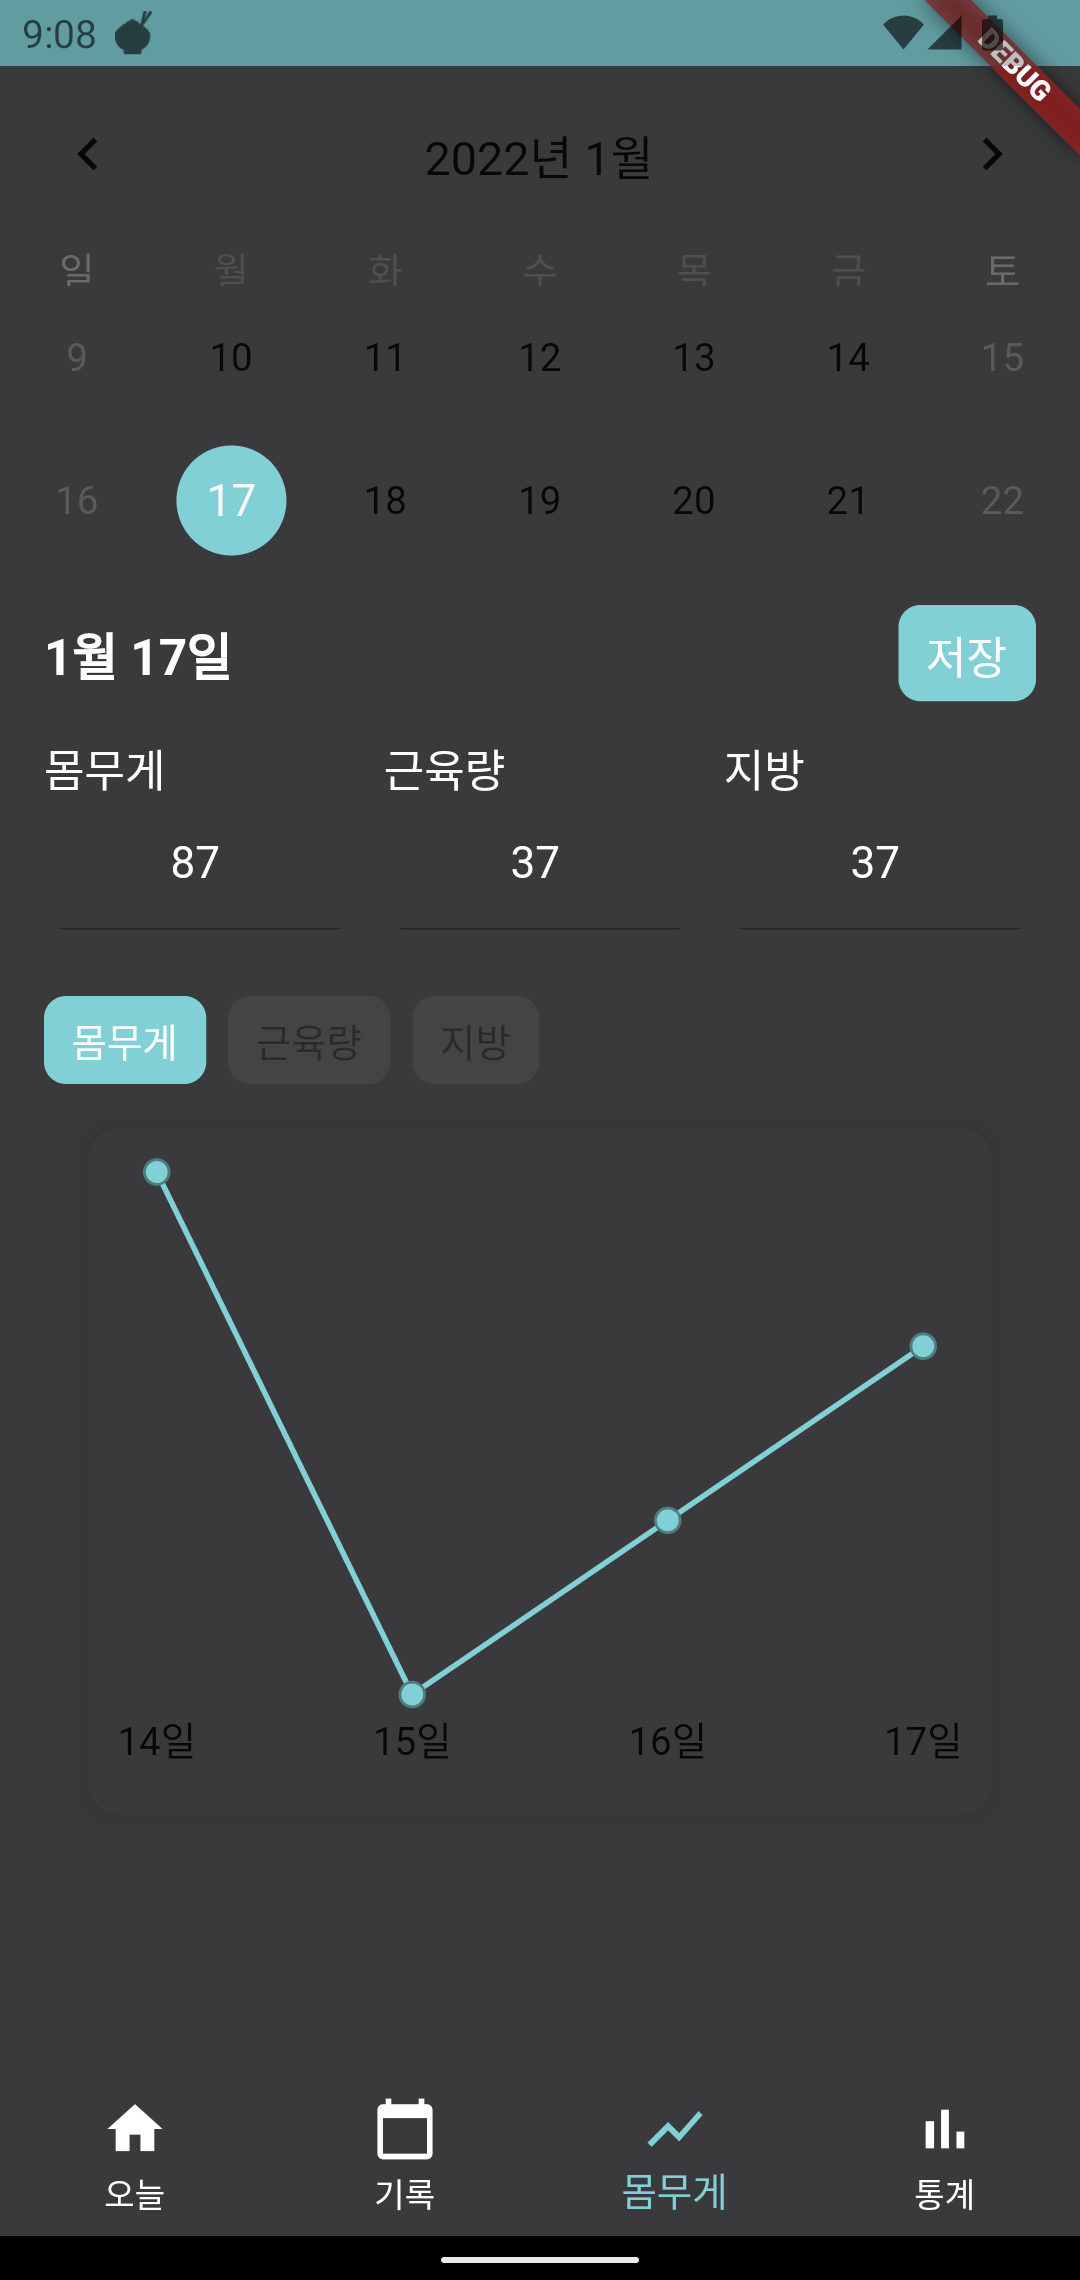 9:08
DEBUG
2022년 1월
일 월 화 수 목 금 토
9 10 11 12 13 14 15
16 17 18 19 20 21 22
1월 17일 저장
몸무게 근육량 지방
87 37 37
몸무게 근육량 지방
14일 15일 16일 17일
오늘 기록 몸무게 통계